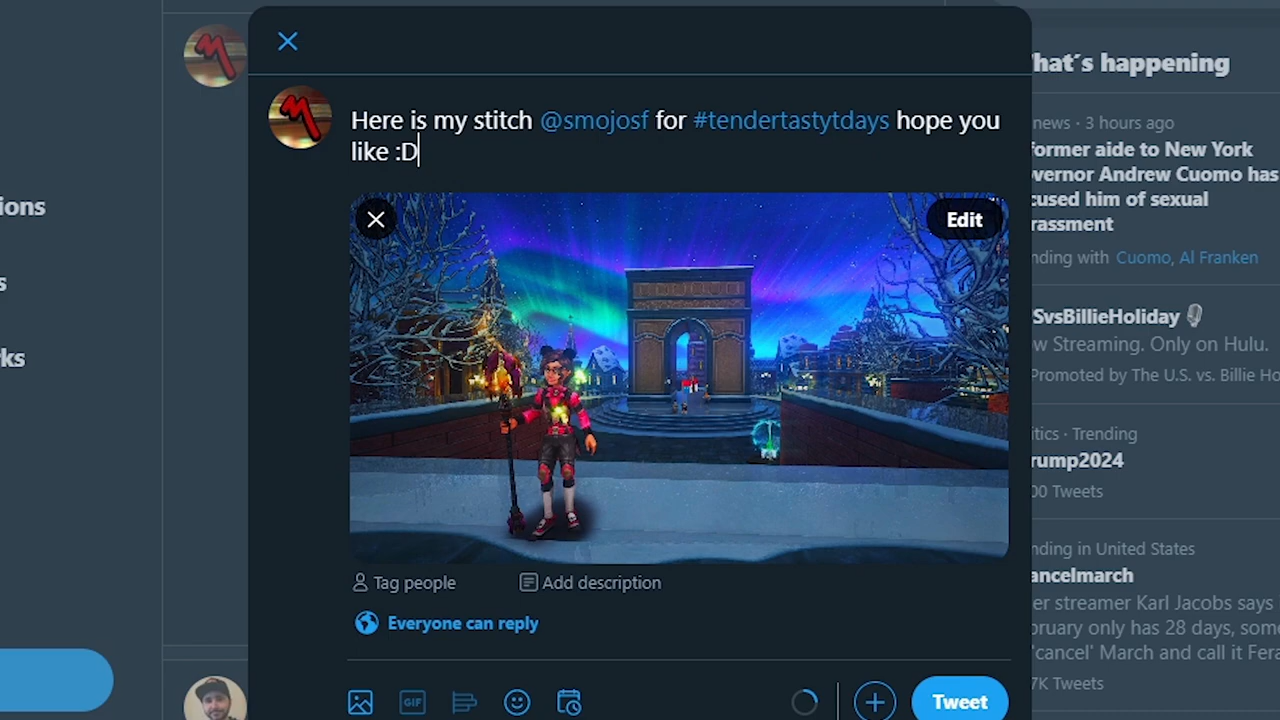 Here is my stitch @smojosf for #tendertastytdays hope you
like :D
Edit
Tag people
Add description
Everyone can reply
GIF
Tweet
ions
s
ks
hat's happening
news · 3 hours ago
former aide to New York
vernor Andrew Cuomo has
cused him of sexual
rassment
nding with Cuomo, Al Franken
SvsBillieHoliday
w Streaming. Only on Hulu.
Promoted by The U.S. vs. Billie Ho
itics · Trending
rump2024
00 Tweets
nding in United States
ancelmarch
er streamer Karl Jacobs says
bruary only has 28 days, some
'cancel' March and call it Fera
7K Tweets